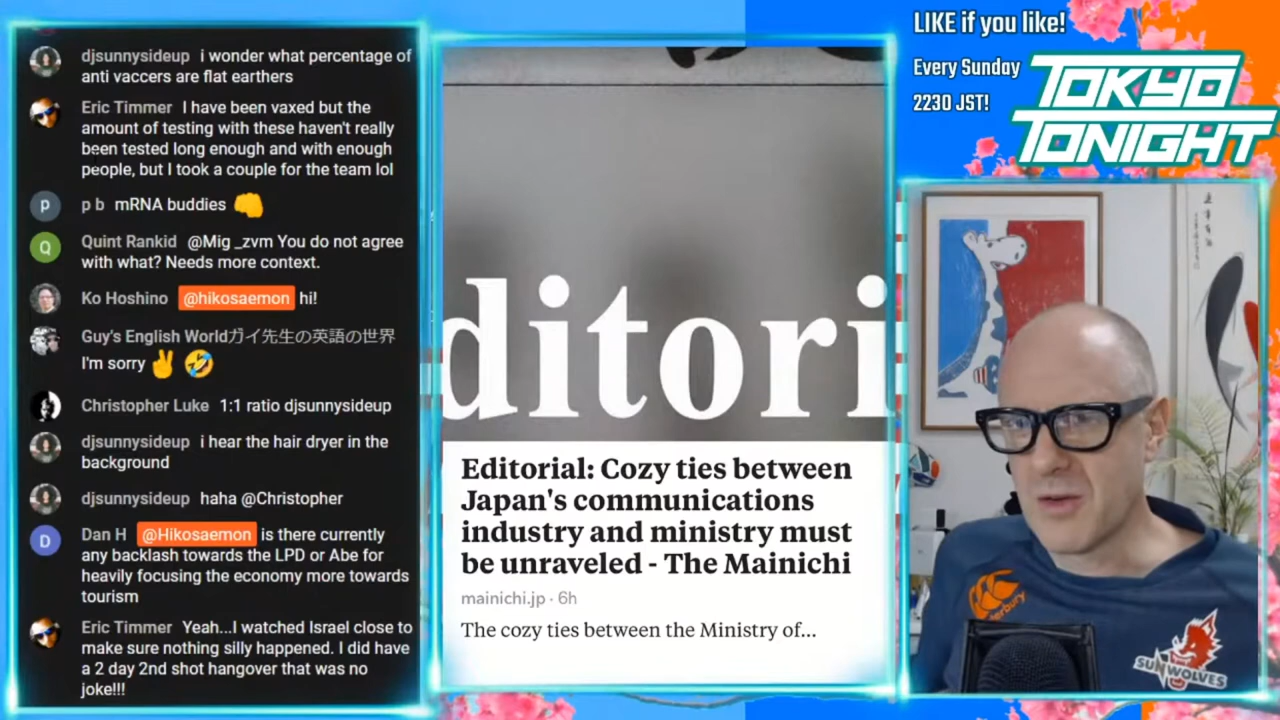 djsunnysideup i wonder what percentage of
anti vaccers are flat earthers
Eric Timmer I have been vaxed but the
amount of testing with these haven't really
been tested long enough and with enough
people, but I took a couple for the team lol
p
p b mRNA buddies 👊
Q
Quint Rankid @Mig _zvm You do not agree
with what? Needs more context.
Ko Hoshino @hikosaemon hi!
Guy's English Worldガイ先生の英語の世界
I'm sorry ✌️ 🤣
Christopher Luke 1:1 ratio djsunnysideup
djsunnysideup i hear the hair dryer in the
background
djsunnysideup haha @Christopher
D
Dan H @Hikosaemon is there currently
any backlash towards the LPD or Abe for
heavily focusing the economy more towards
tourism
Eric Timmer Yeah...I watched Israel close to
make sure nothing silly happened. I did have
a 2 day 2nd shot hangover that was no
joke!!!
ditori
Editorial: Cozy ties between
Japan's communications
industry and ministry must
be unraveled - The Mainichi
mainichi.jp · 6h
The cozy ties between the Ministry of...
LIKE if you like!
Every Sunday
2230 JST!
TOKYO
TONIGHT
SUNWOLVES